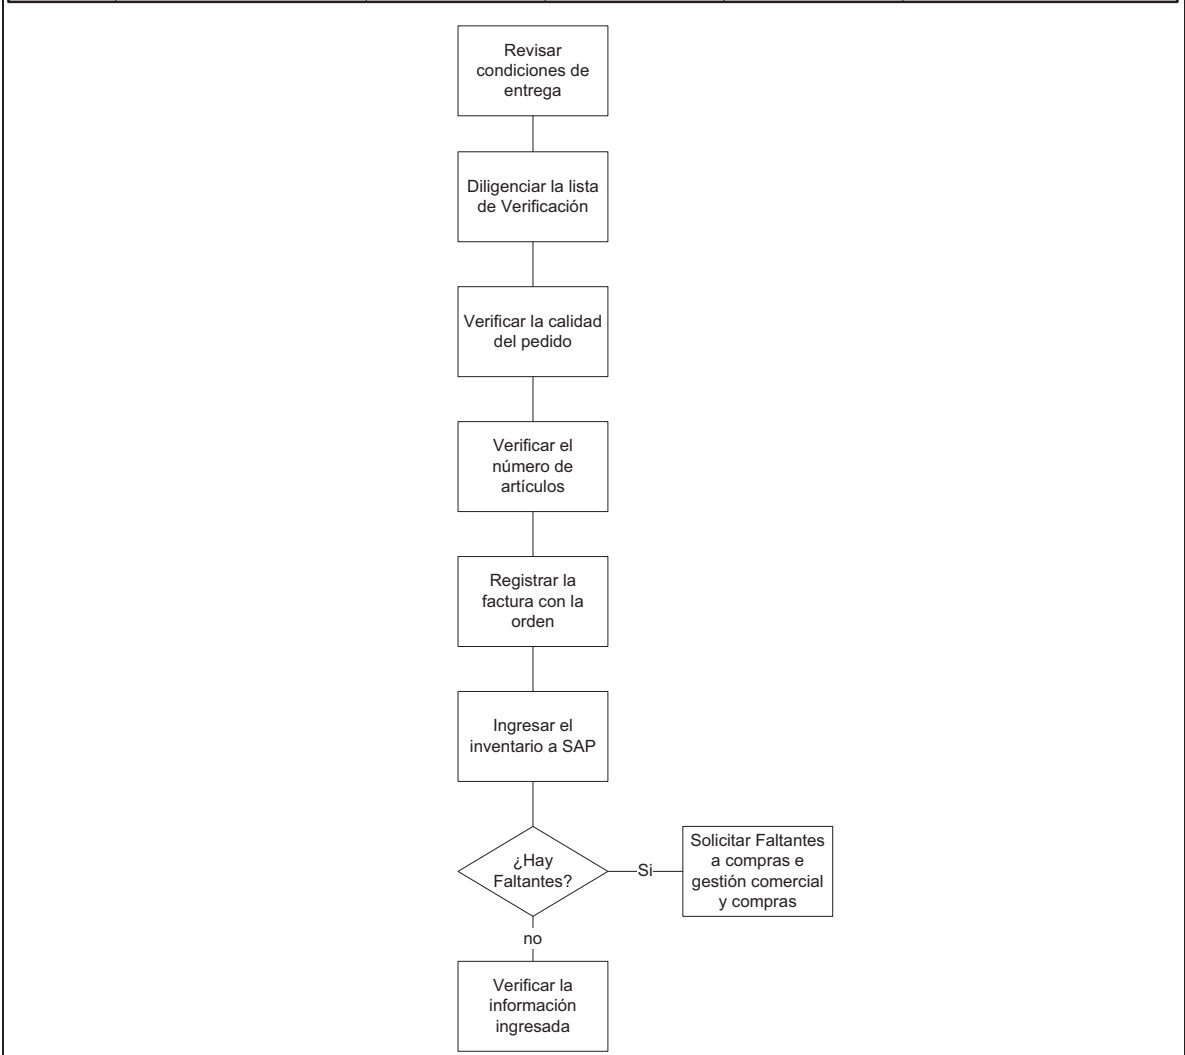 Revisar
condiciones de
entrega
Diligenciar la lista
de Verificación
Verificar la calidad
del pedido
Verificar el
número de
artículos
Registrar la
factura con la
orden
Ingresar el
inventario a SAP
¿Hay
Faltantes?
Si
Solicitar Faltantes
a compras e
gestión comercial
y compras
no
Verificar la
información
ingresada